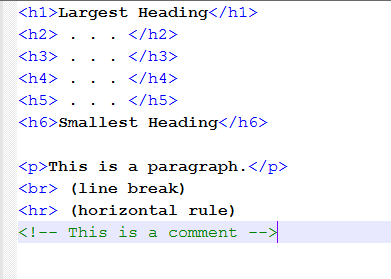 <h1>Largest Heading</h1>
<h2> . . . </h2>
<h3> . . . </h3>
<h4> . . . </h4>
<h5> . . . </h5>
<h6>Smallest Heading</h6>
<p>This is a paragraph.</p>
<br> (line break)
<hr> (horizontal rule)
<!-- This is a comment -->